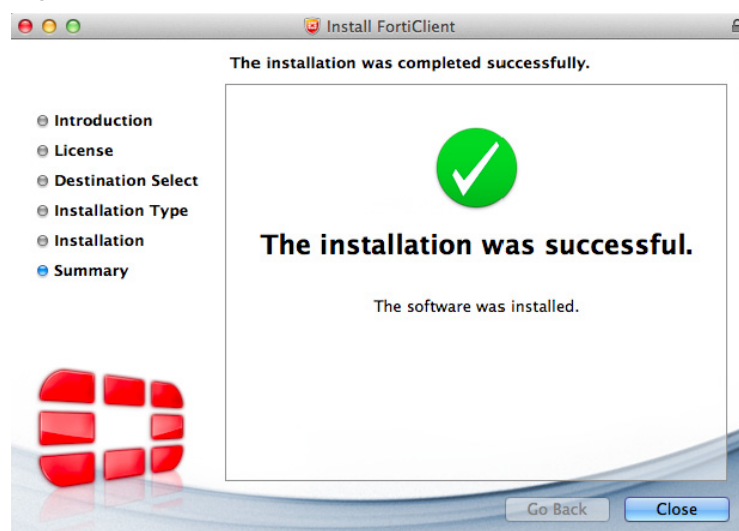 Install FortiClient
The installation was completed successfully.
Introduction
License
Destination Select
Installation Type
Installation
Summary
The installation was successful.
The software was installed.
Go Back
Close